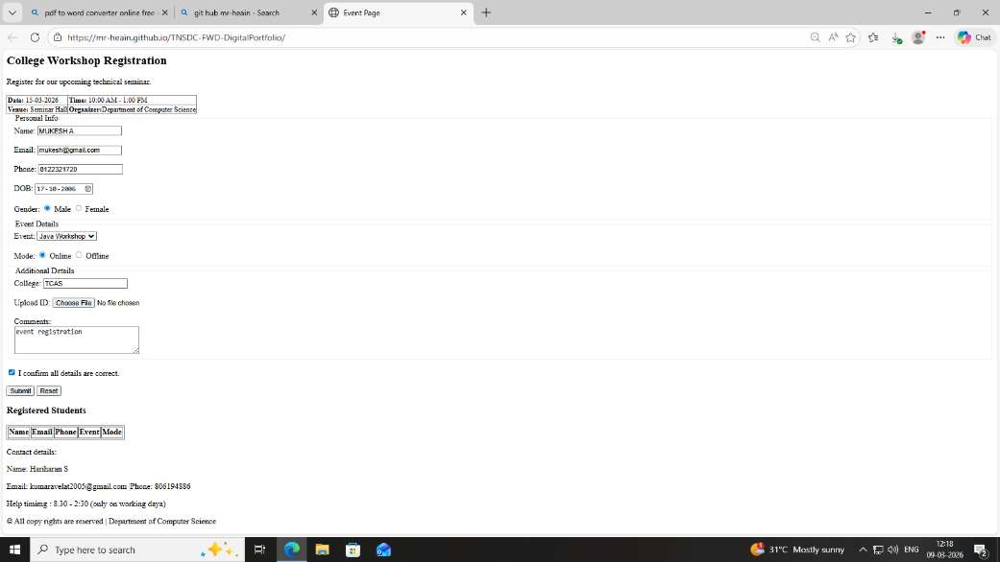 pdf to word converter online free
git hub mr-heain - Search
Event Page
https://mr-heain.github.io/TNSDC-FWD-DigitalPortfolio/
Chat
College Workshop Registration
Register for our upcoming technical seminar.
Date: 15-03-2026 Time: 10:00 AM - 1:00 PM
Venue: Seminar Hall Organizer:Department of Computer Science
Personal Info
Name: MUKESH A
Email: mukesh@gmail.com
Phone: 8122321720
DOB: 17-10-2006
Gender: Male Female
Event Details
Event: Java Workshop
Mode: Online Offline
Additional Details
College: TCAS
Upload ID: Choose File No file chosen
Comments:
event registration
I confirm all details are correct.
Submit Reset
Registered Students
Name Email Phone Event Mode
Contact details:
Name: Hariharan S
Email: kumaravelat2005@gmail.com |Phone: 806194886
Help timimg : 8.30 - 2:30 (only on working daya)
© All copy rights are reserved | Department of Computer Science
Type here to search
5
31°C Mostly sunny
ENG
12:18
09-03-2026
2